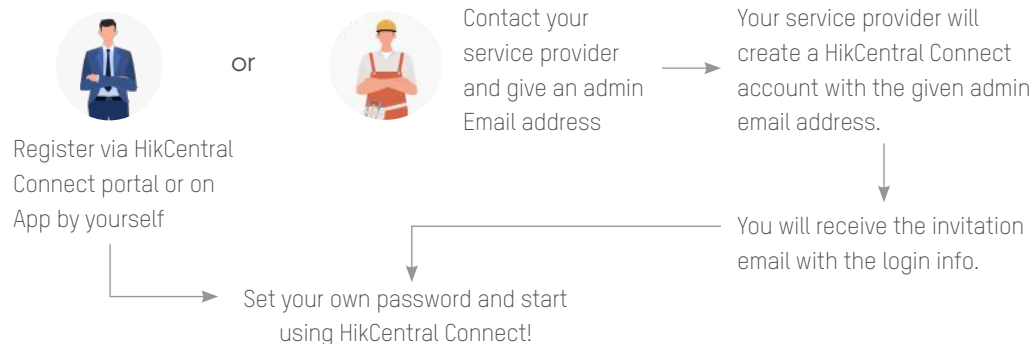 Register via HikCentral
Connect portal or on
App by yourself
or
Contact your
service provider
and give an admin
Email address
Your service provider will
create a HikCentral Connect
account with the given admin
email address.
You will receive the invitation
email with the login info.
Set your own password and start
using HikCentral Connect!